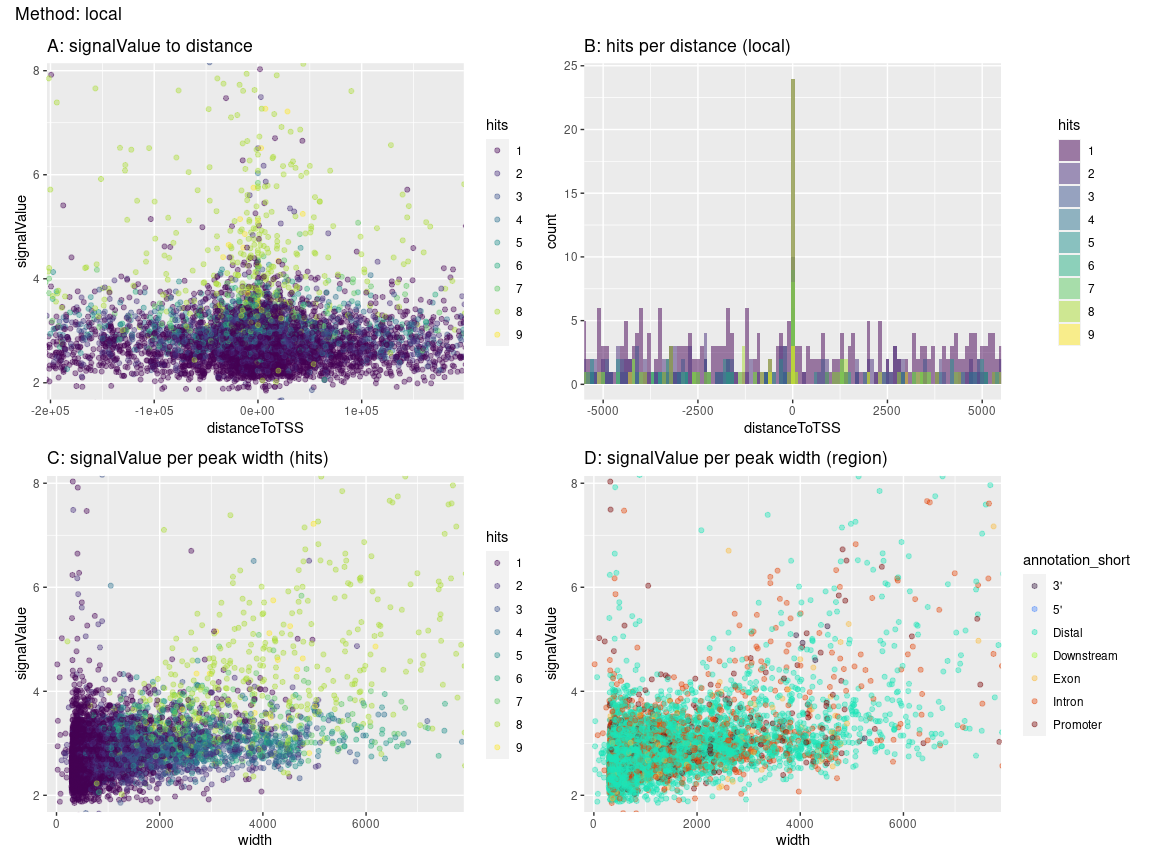 Method: local
A: signalValue to distance
8
6
4
2
signalValue
-2e+05
-1e+05
0e+00
1e+05
distanceToTSS
hits
1
2
3
4
5
6
7
8
9
B: hits per distance (local)
25
20
15
10
5
0
count
-5000
-2500
0
2500
5000
distanceToTSS
hits
1
2
3
4
5
6
7
8
9
C: signalValue per peak width (hits)
8
6
4
2
signalValue
0
2000
4000
6000
width
hits
1
2
3
4
5
6
7
8
9
D: signalValue per peak width (region)
8
6
4
2
signalValue
0
2000
4000
6000
width
annotation_short
3'
5'
Distal
Downstream
Exon
Intron
Promoter